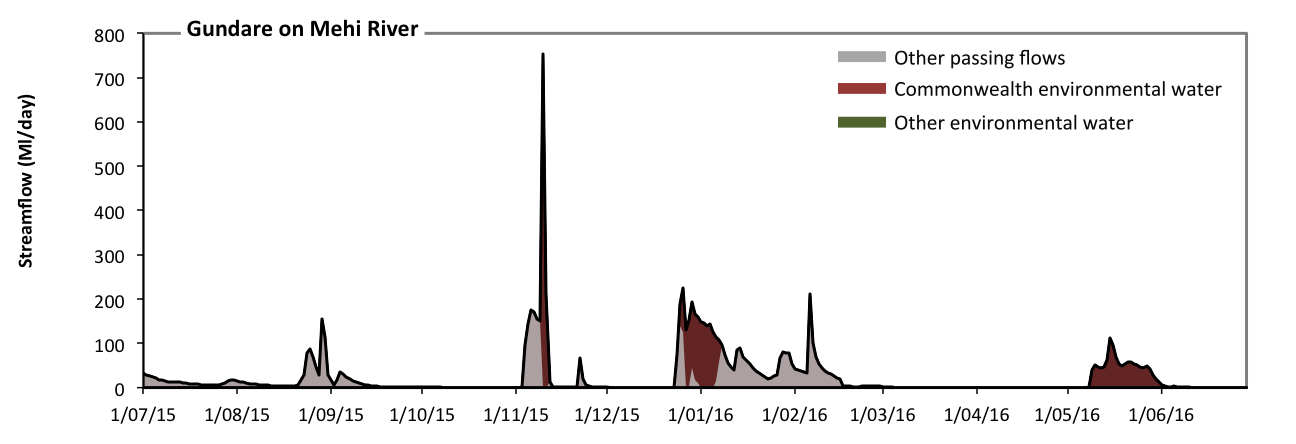 Gundare on Mehi River
Streamflow (Ml/day)
800
700
600
500
400
300
200
100
0
Other passing flows
Commonwealth environmental water
Other environmental water
1/07/15 1/08/15 1/09/15 1/10/15 1/11/15 1/12/15 1/01/16 1/02/16 1/03/16 1/04/16 1/05/16 1/06/16